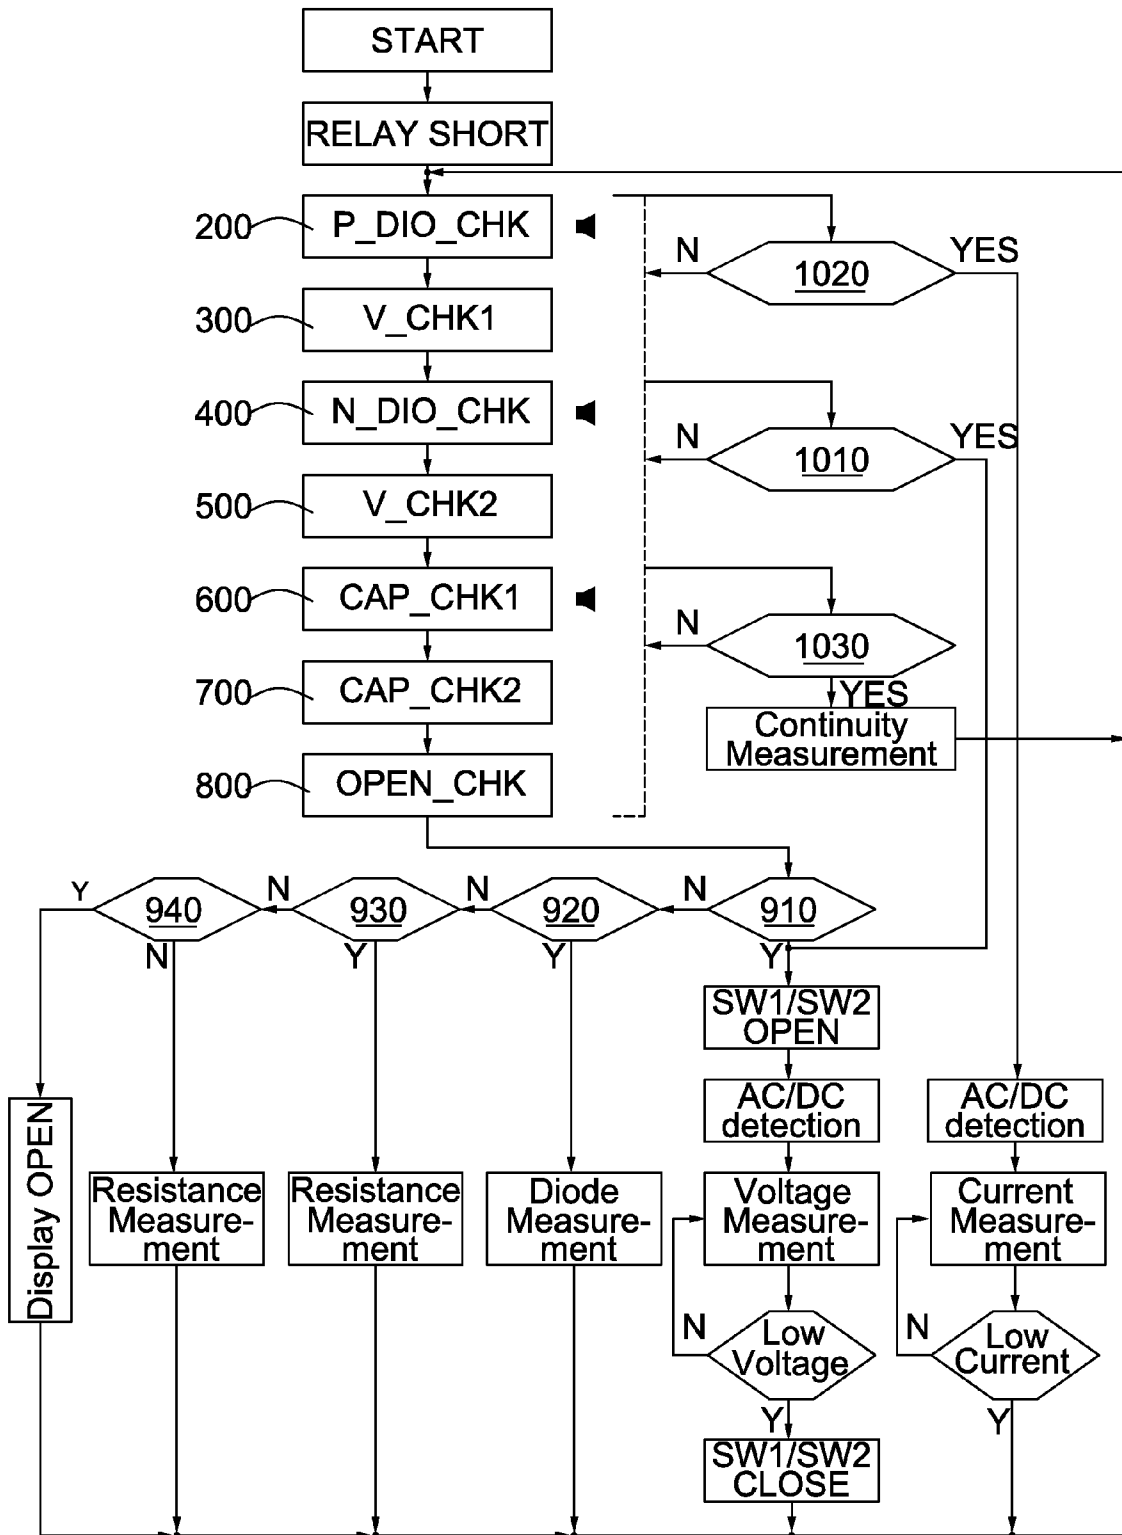 START
RELAY SHORT
200
P_DIO_CHK
N
1020
YES
300
V_CHK1
400
N_DIO_CHK
N
1010
YES
500
V_CHK2
600
CAP_CHK1
N
1030
YES
700
CAP_CHK2
Continuity
Measurement
800
OPEN_CHK
Y
940
N
930
N
920
N
910
N
Y
Y
Y
SW1/SW2
OPEN
AC/DC
detection
AC/DC
detection
Display OPEN
Resistance
Measure-
ment
Resistance
Measure-
ment
Diode
Measure-
ment
Voltage
Measure-
ment
Current
Measure-
ment
N
Low
Voltage
N
Low
Current
Y
Y
SW1/SW2
CLOSE